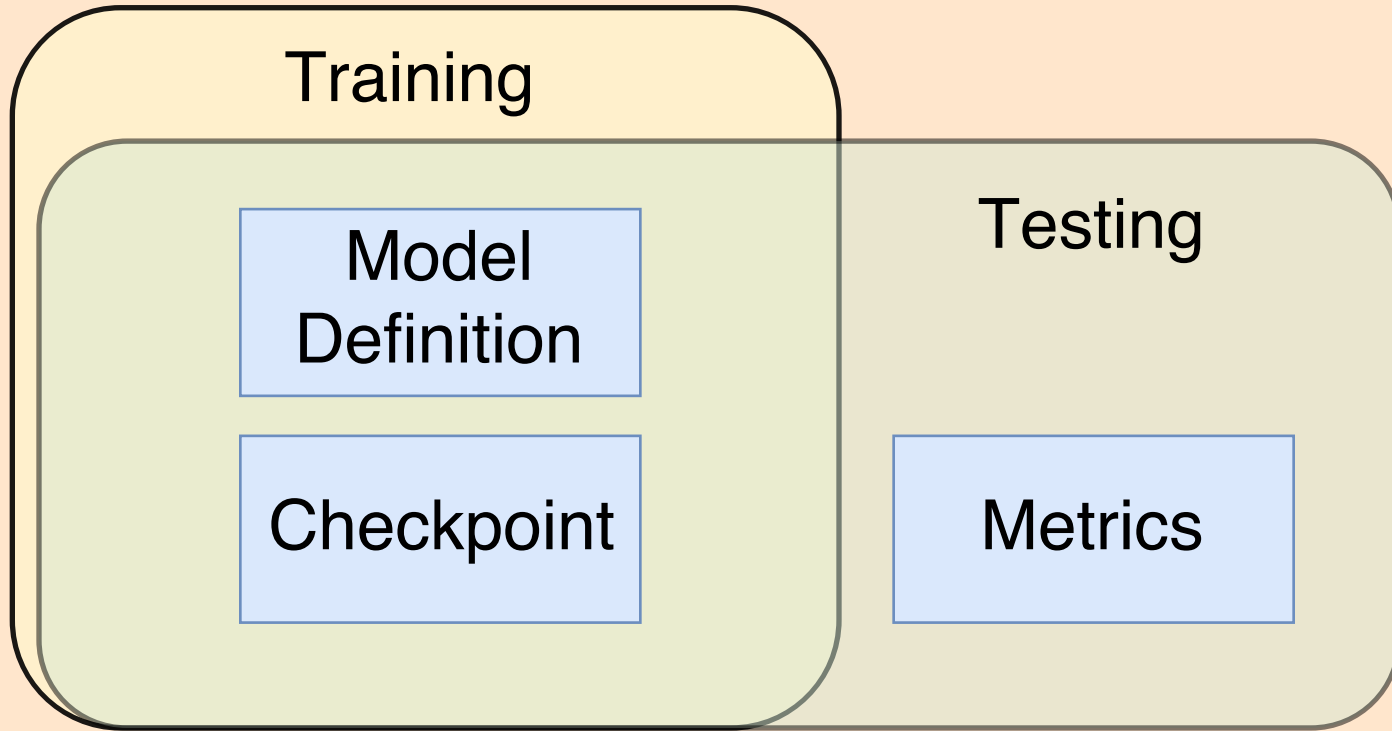 Training
Testing
Model
Definition
Checkpoint
Metrics